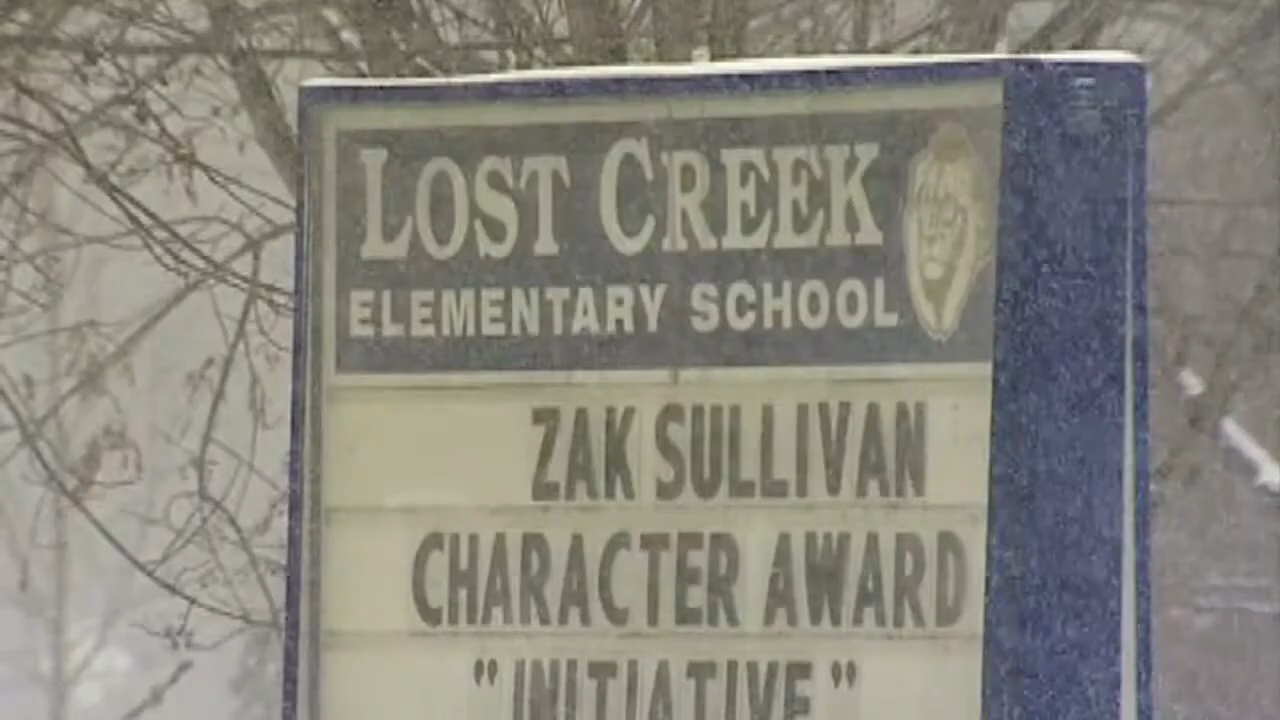 LOST CREEK
ELEMENTARY SCHOOL
ZAK SULLIVAN
CHARACTER AWARD
"INITIATIVE"